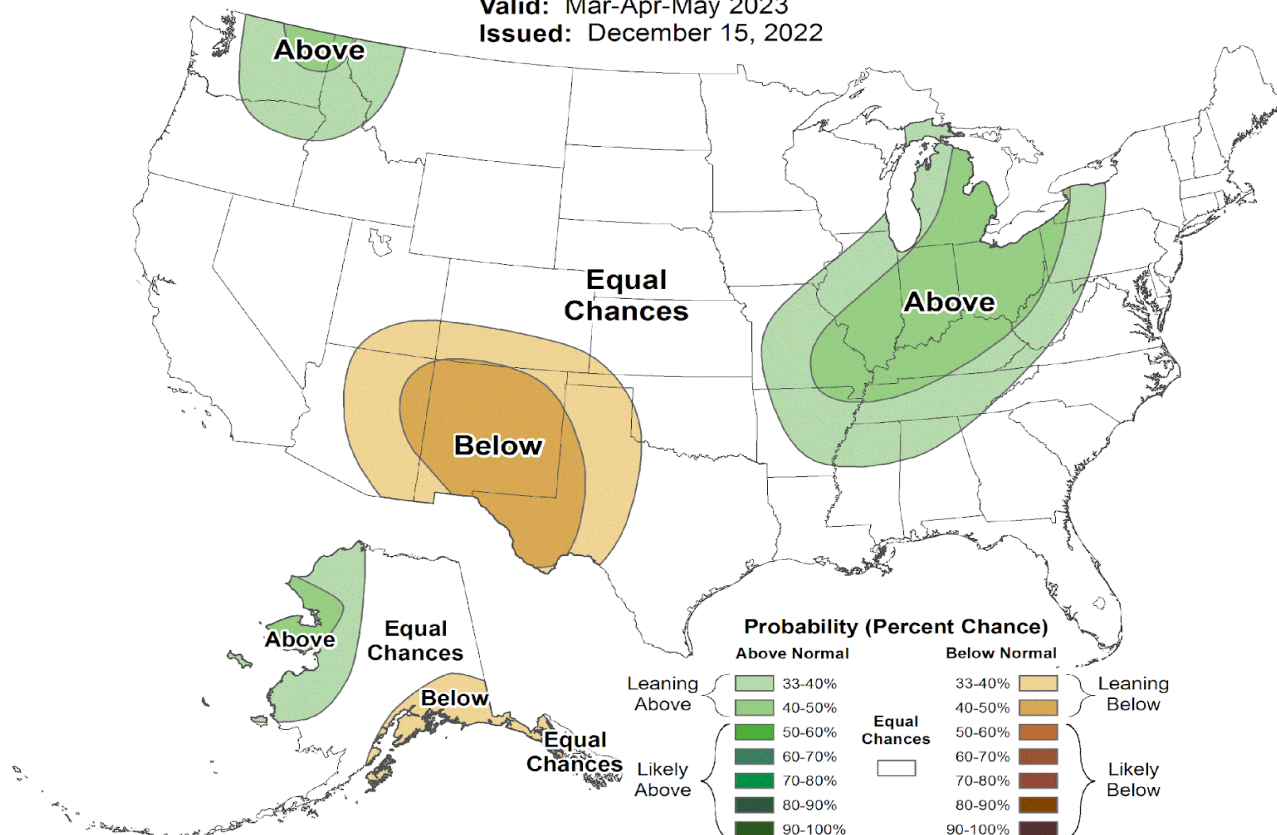 Valid: Mar-Apr-May 2023
Issued: December 15, 2022
Above
Equal
Chances
Above
Below
Above
Equal
Chances
Below
Equal
Chances
Probability (Percent Chance)
Above Normal
Below Normal
Leaning
Above
33-40%
40-50%
50-60%
60-70%
70-80%
80-90%
90-100%
Likely
Above
Equal
Chances
33-40%
40-50%
50-60%
60-70%
70-80%
80-90%
90-100%
Leaning
Below
Likely
Below